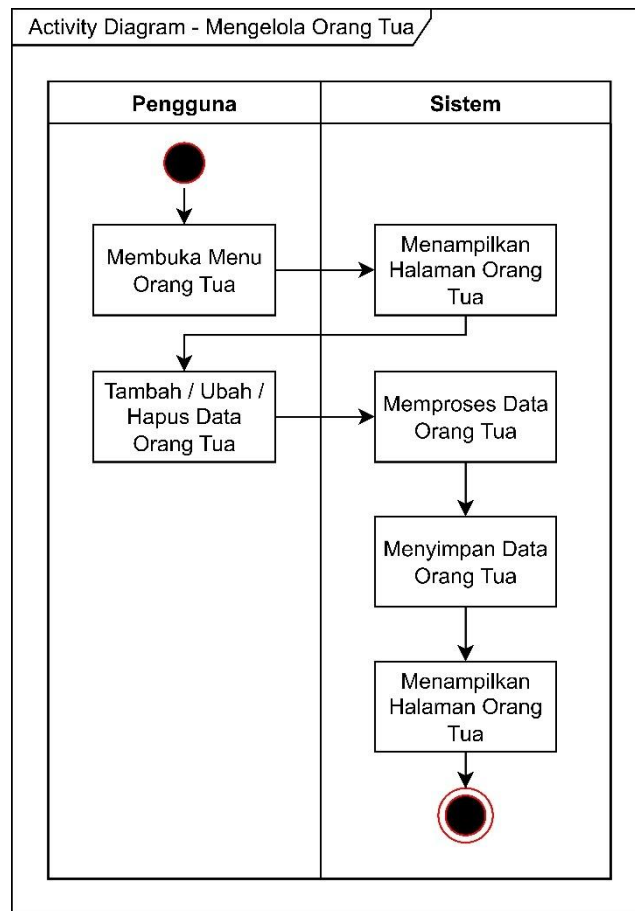 Activity Diagram - Mengelola Orang Tua
Pengguna
Sistem
Membuka Menu
Orang Tua
Menampilkan
Halaman Orang
Tua
Tambah / Ubah /
Hapus Data
Orang Tua
Memproses Data
Orang Tua
Menyimpan Data
Orang Tua
Menampilkan
Halaman Orang
Tua